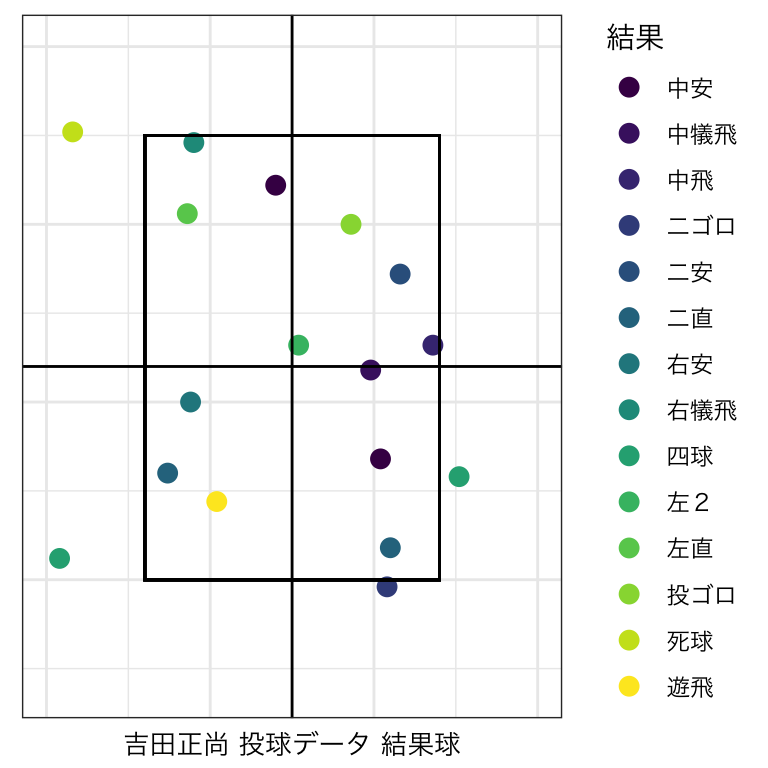 結果
中安
中犠飛
中飛
二ゴロ
二安
二直
右安
右犠飛
四球
左２
左直
投ゴロ
死球
遊飛
吉田正尚 投球データ 結果球